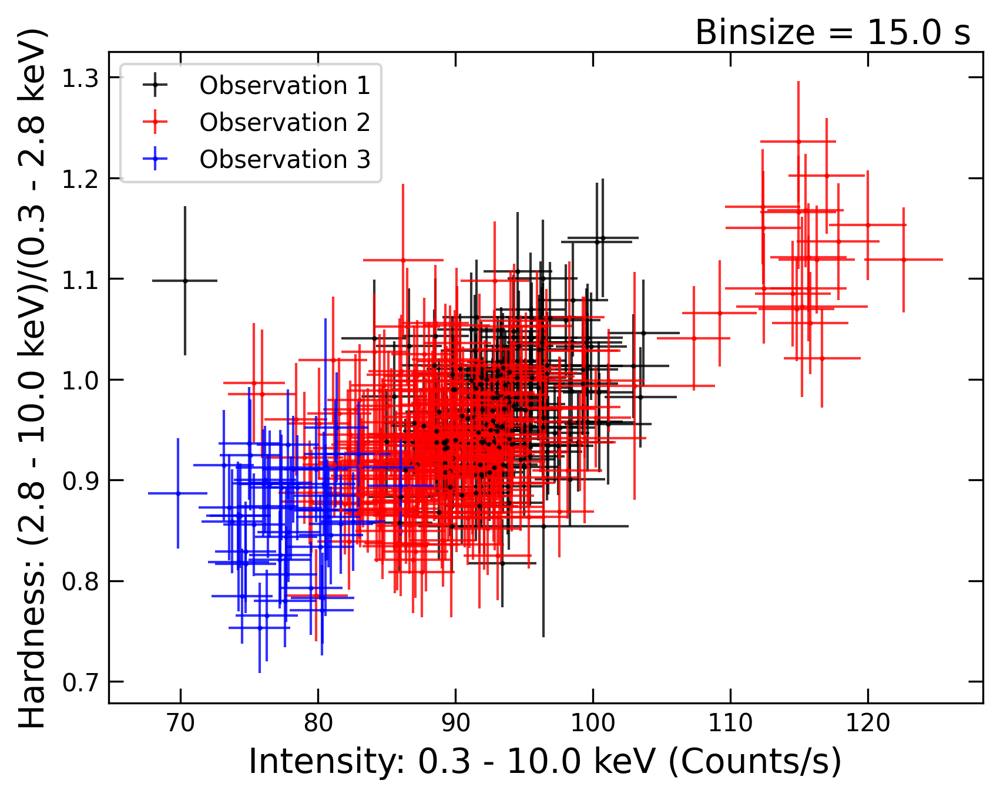 Binsize = 15.0 s
Hardness: (2.8 - 10.0 keV)/(0.3 - 2.8 keV)
1.3
1.2
1.1
1.0
0.9
0.8
0.7
Observation 1
Observation 2
Observation 3
70 80 90 100 110 120
Intensity: 0.3 - 10.0 keV (Counts/s)